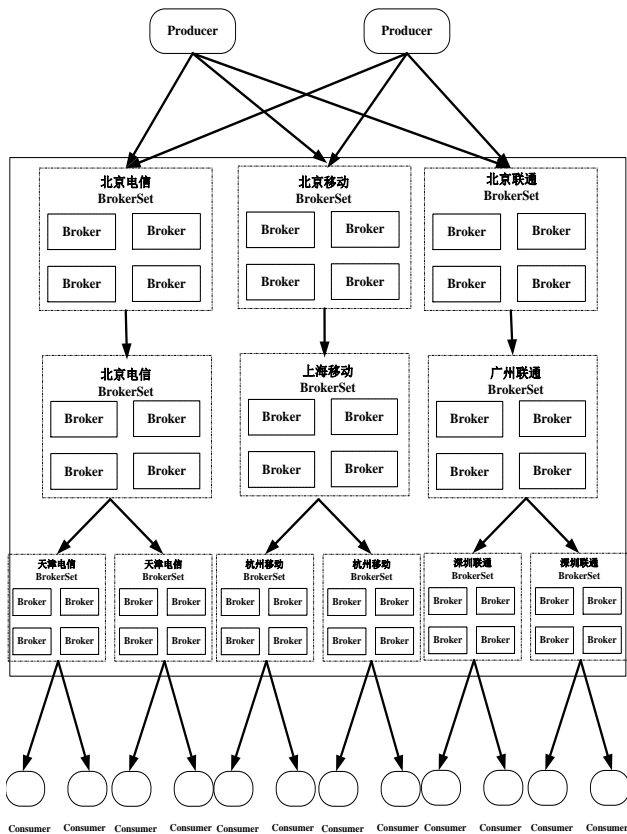 Producer Producer
北京电信 北京移动 北京联通
BrokerSet BrokerSet BrokerSet
Broker Broker Broker Broker Broker Broker
Broker Broker Broker Broker Broker Broker
北京电信 上海移动 广州联通
BrokerSet BrokerSet BrokerSet
Broker Broker Broker Broker Broker Broker
Broker Broker Broker Broker Broker Broker
天津电信 天津电信 杭州移动 杭州移动 深圳联通 深圳联通
BrokerSet BrokerSet BrokerSet BrokerSet BrokerSet BrokerSet
Broker Broker Broker Broker Broker Broker Broker Broker Broker Broker Broker Broker
Broker Broker Broker Broker Broker Broker Broker Broker Broker Broker Broker Broker
Consumer Consumer Consumer Consumer Consumer Consumer Consumer Consumer Consumer Consumer Consumer Consumer